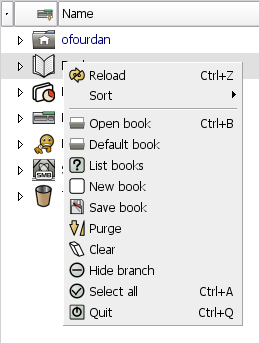 Name
ofourdan
Reload Ctrl+Z
Sort
Open book Ctrl+B
Default book
List books
New book
Save book
Purge
Clear
Hide branch
Select all Ctrl+A
Quit Ctrl+Q
SMB